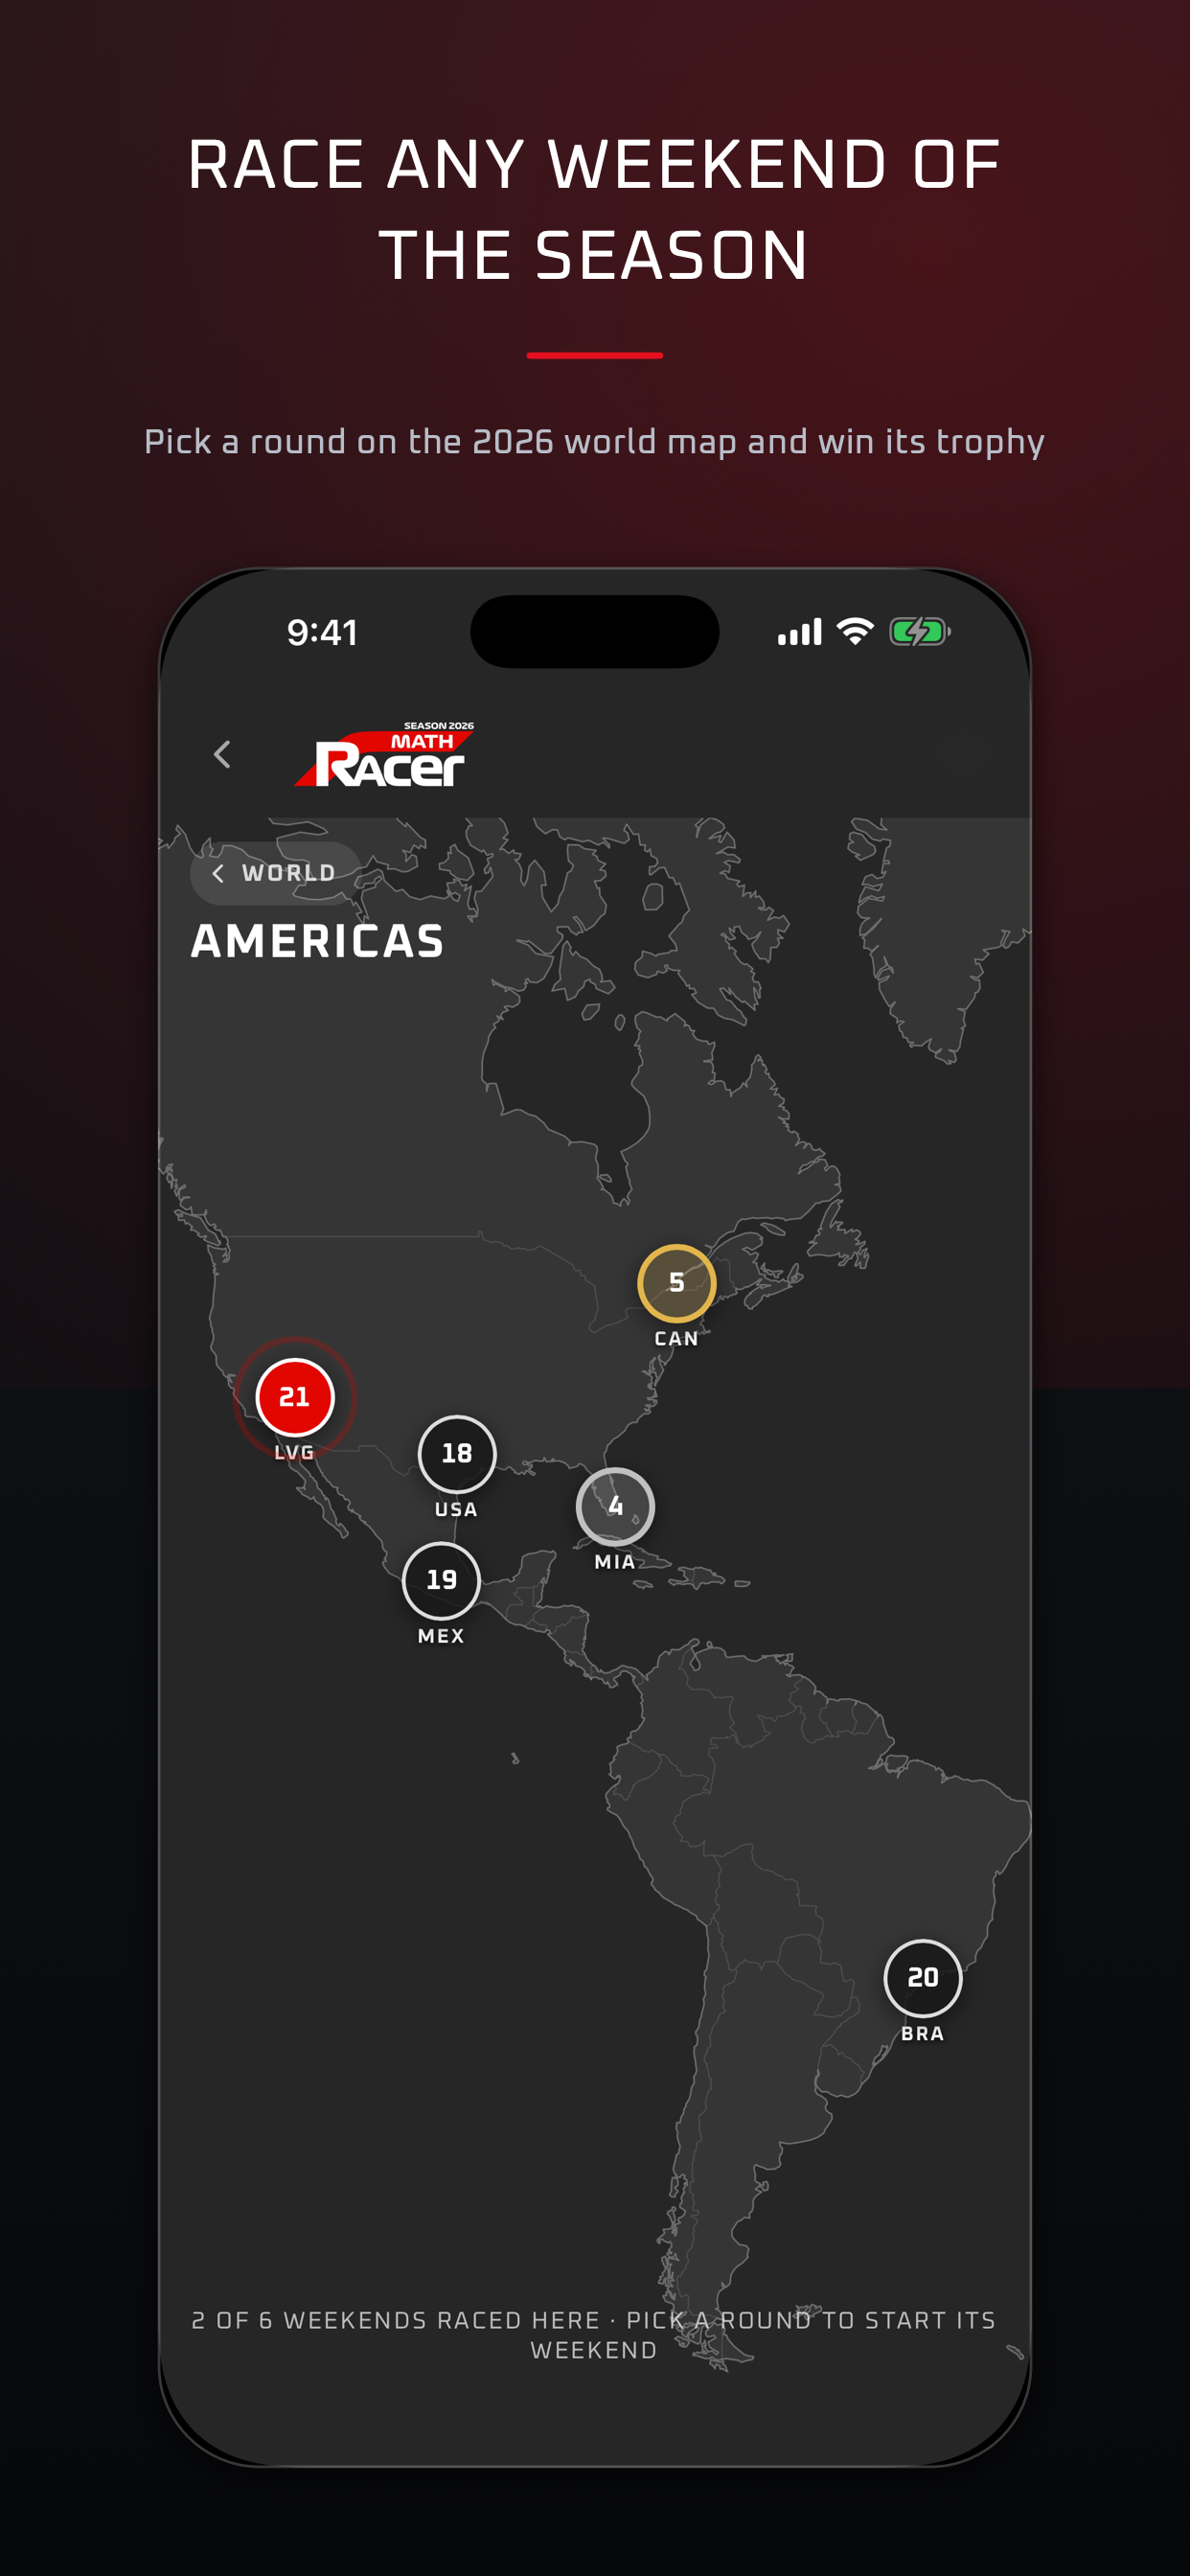 RACE ANY WEEKEND OF
THE SEASON
Pick a round on the 2026 world map and win its trophy
9:41
SEASON 2026
MATH
RACer
WORLD
AMERICAS
5
CAN
21
LVG
18
USA
4
MIA
19
MEX
20
BRA
2 OF 6 WEEKENDS RACED HERE · PICK A ROUND TO START ITS
WEEKEND